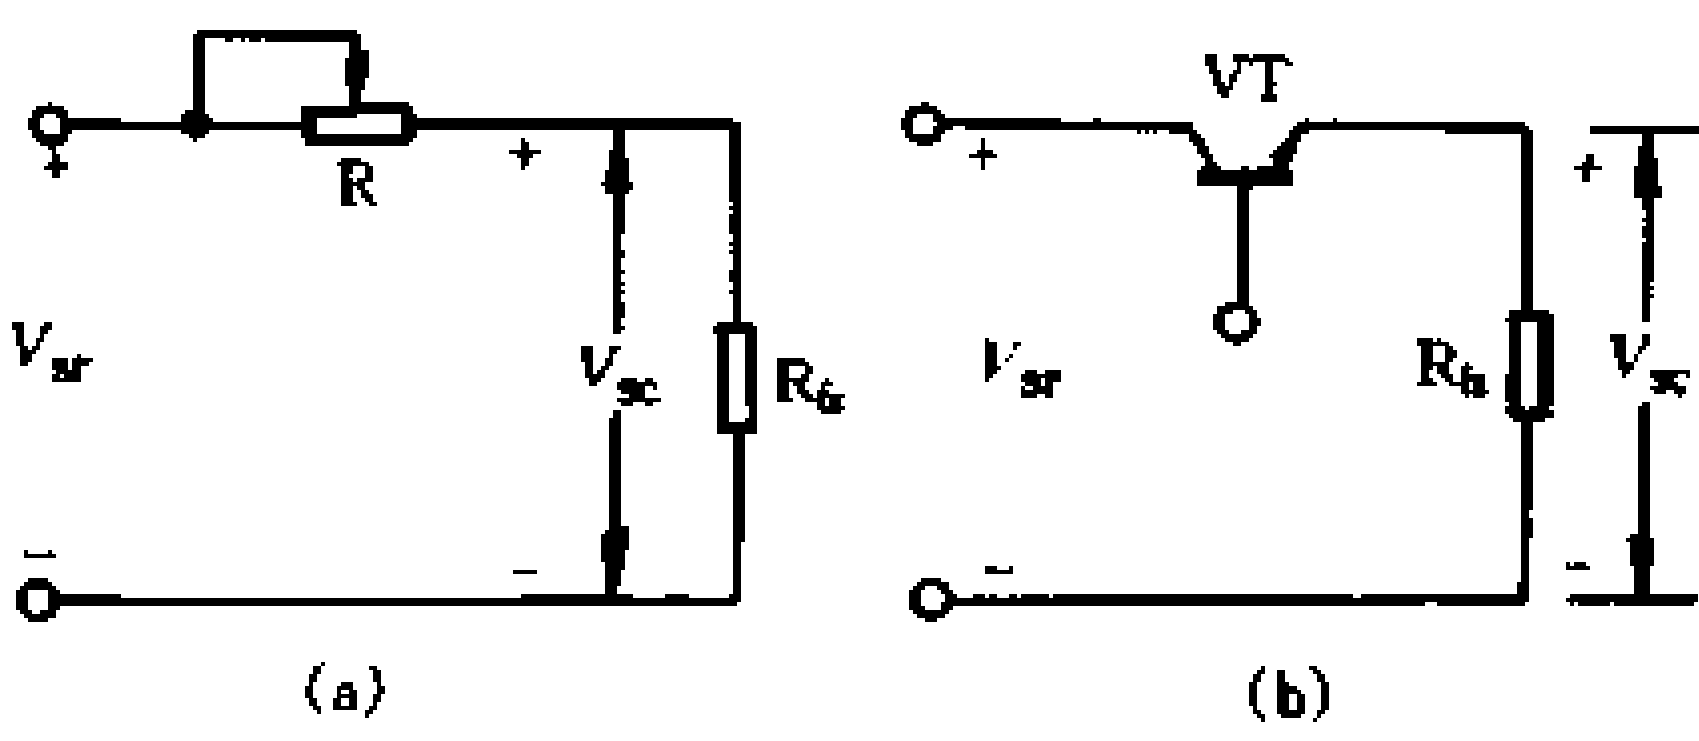 +
R
+
V_sr
V_sc
R_fz
−
−
(a)
VT
+
+
V_sr
R_fz
V_sc
−
−
(b)